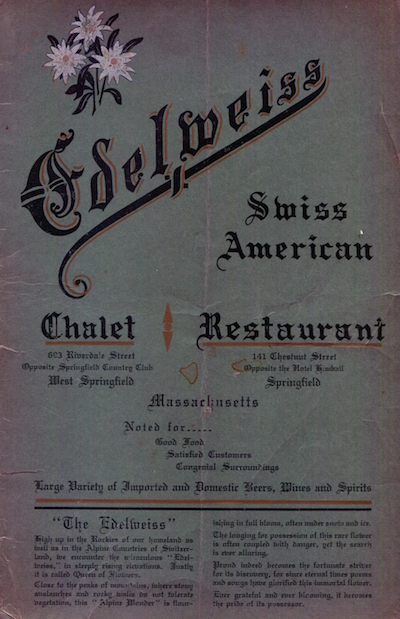 Edelweiss
Swiss
American
Chalet
Restaurant
603 Riverdale Street
Opposite Springfield Country Club
West Springfield
141 Chestnut Street
Opposite the Hotel Kimball
Springfield
Massachusetts
Noted for.....
Good Food
Satisfied Customers
Congenial Surroundings
Large Variety of Imported and Domestic Beers, Wines and Spirits
"The Edelweiss"
High up in the Rockies of our homeland as
well as in the Alpine Countries of Switzer-
land, we encounter the miraculous "Edel-
weiss," in steeply rising elevations. Justly
it is called Queen of Flowers.
Close to the peaks of mountains, where stony
avalanches and rocky walls do not tolerate
vegetation, this "Alpine Wonder" is flour-
ishing in full bloom, often under snow and ice.
The longing for possession of this rare flower
is often coupled with danger, yet the search
is ever alluring.
Proud indeed becomes the fortunate striver
for its discovery, for since eternal times poems
and songs have glorified this immortal flower.
Ever grateful and ever blooming, it becomes
the pride of its possessor.